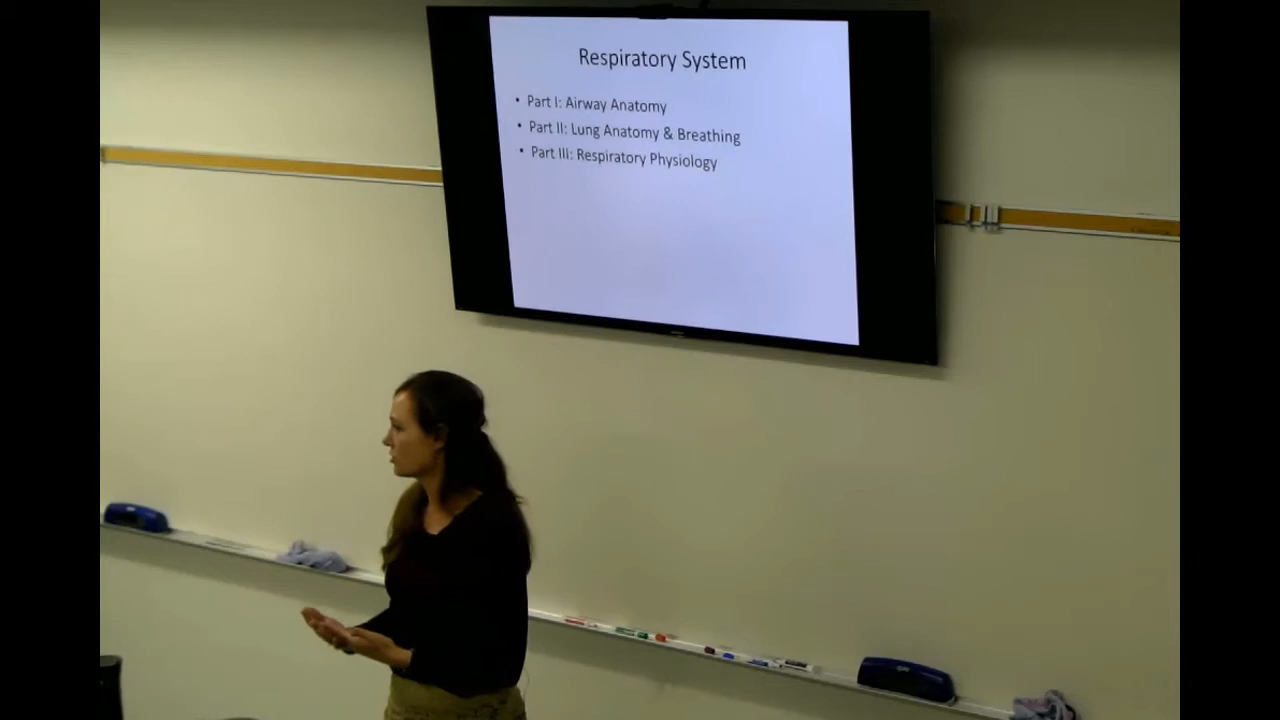 Respiratory System
• Part I: Airway Anatomy
• Part II: Lung Anatomy & Breathing
• Part III: Respiratory Physiology